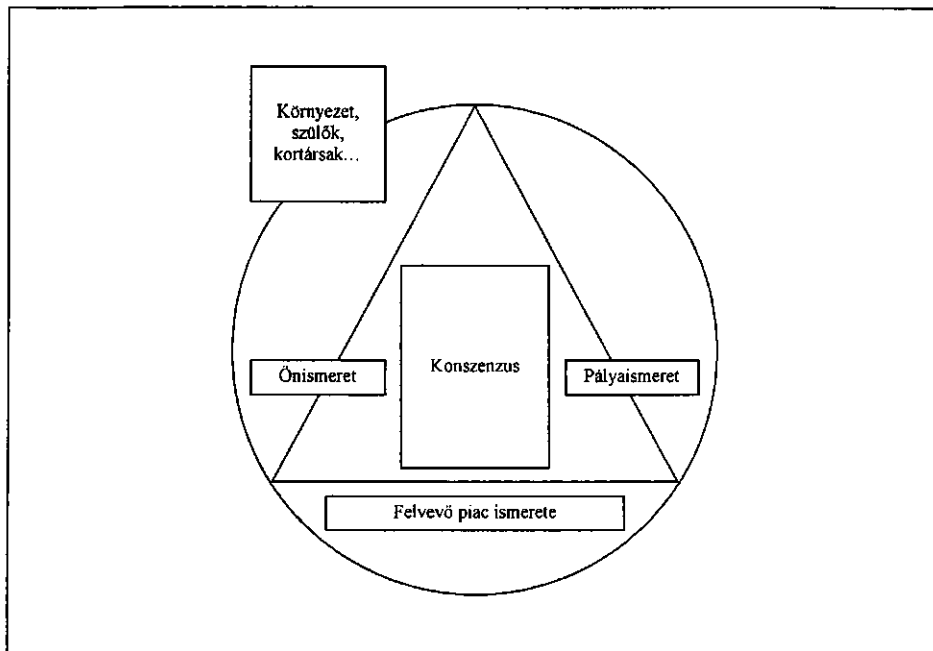 Környezet,
szülők,
kortársak…
Önismeret
Konszenzus
Pályaismeret
Felvevő piac ismerete